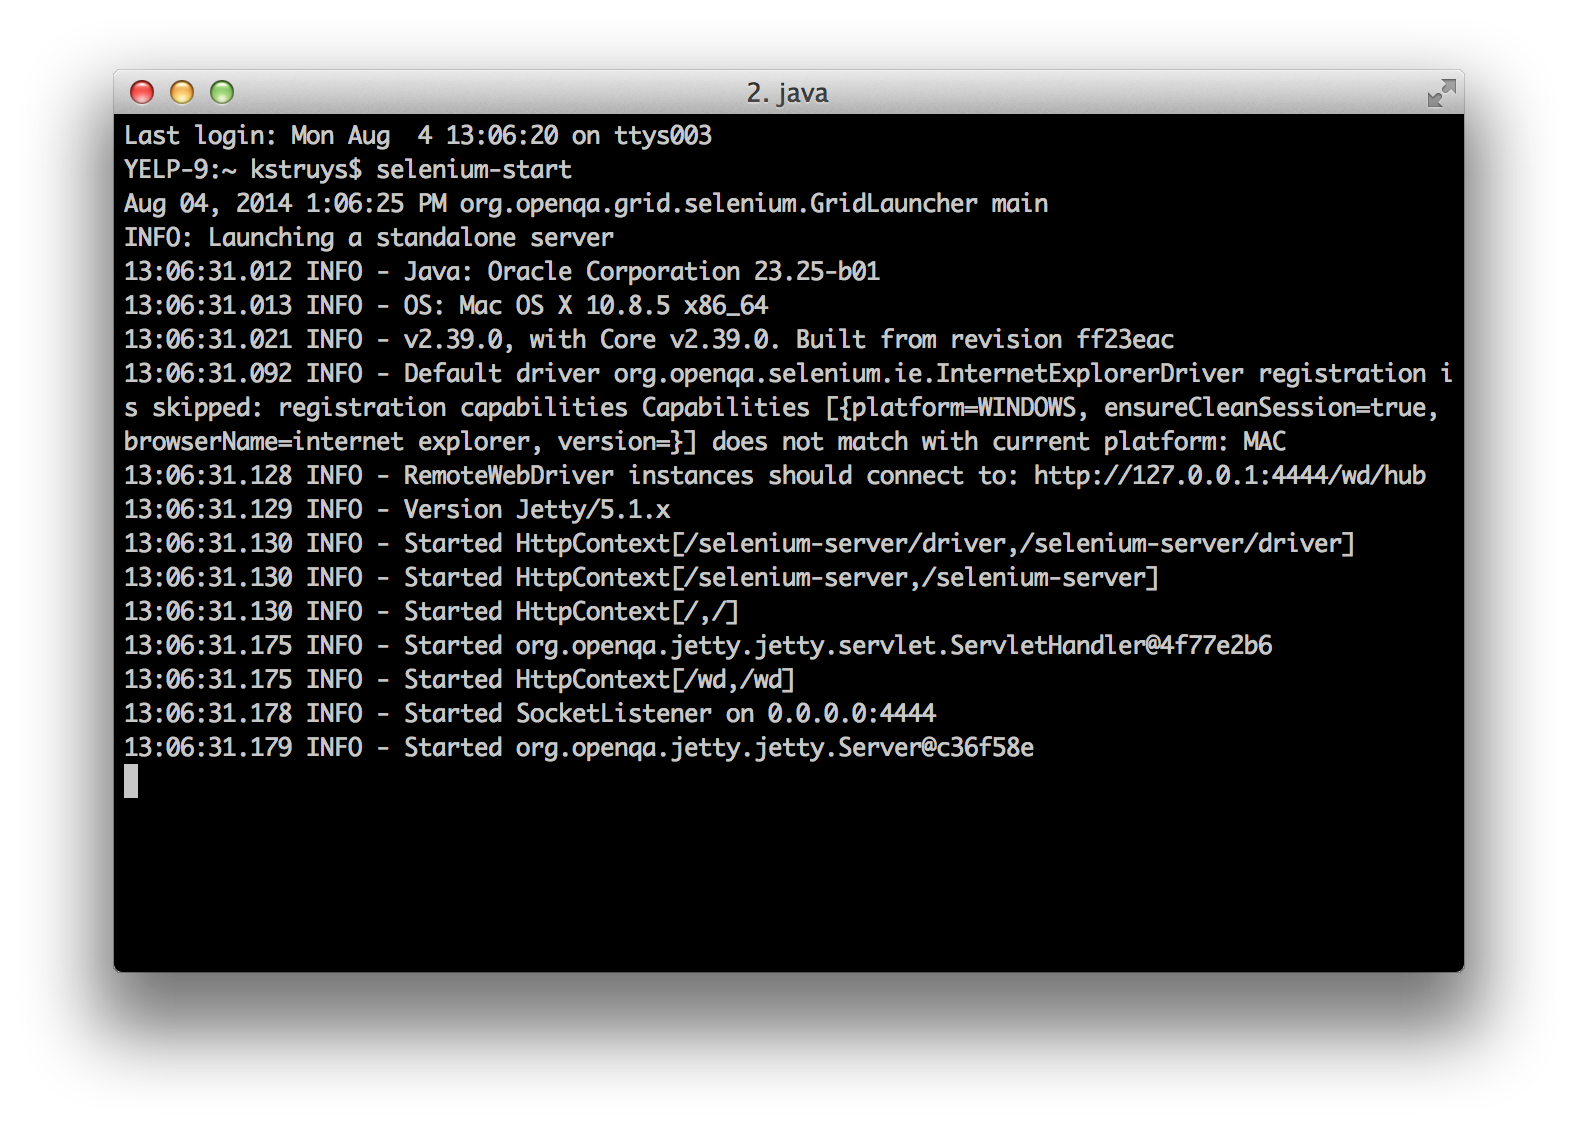 2. java
Last login: Mon Aug  4 13:06:20 on ttys003
YELP-9:~ kstruys$ selenium-start
Aug 04, 2014 1:06:25 PM org.openqa.grid.selenium.GridLauncher main
INFO: Launching a standalone server
13:06:31.012 INFO - Java: Oracle Corporation 23.25-b01
13:06:31.013 INFO - OS: Mac OS X 10.8.5 x86_64
13:06:31.021 INFO - v2.39.0, with Core v2.39.0. Built from revision ff23eac
13:06:31.092 INFO - Default driver org.openqa.selenium.ie.InternetExplorerDriver registration i
s skipped: registration capabilities Capabilities [{platform=WINDOWS, ensureCleanSession=true,
browserName=internet explorer, version=}] does not match with current platform: MAC
13:06:31.128 INFO - RemoteWebDriver instances should connect to: http://127.0.0.1:4444/wd/hub
13:06:31.129 INFO - Version Jetty/5.1.x
13:06:31.130 INFO - Started HttpContext[/selenium-server/driver,/selenium-server/driver]
13:06:31.130 INFO - Started HttpContext[/selenium-server,/selenium-server]
13:06:31.130 INFO - Started HttpContext[/,/]
13:06:31.175 INFO - Started org.openqa.jetty.jetty.servlet.ServletHandler@4f77e2b6
13:06:31.175 INFO - Started HttpContext[/wd,/wd]
13:06:31.178 INFO - Started SocketListener on 0.0.0.0:4444
13:06:31.179 INFO - Started org.openqa.jetty.jetty.Server@c36f58e